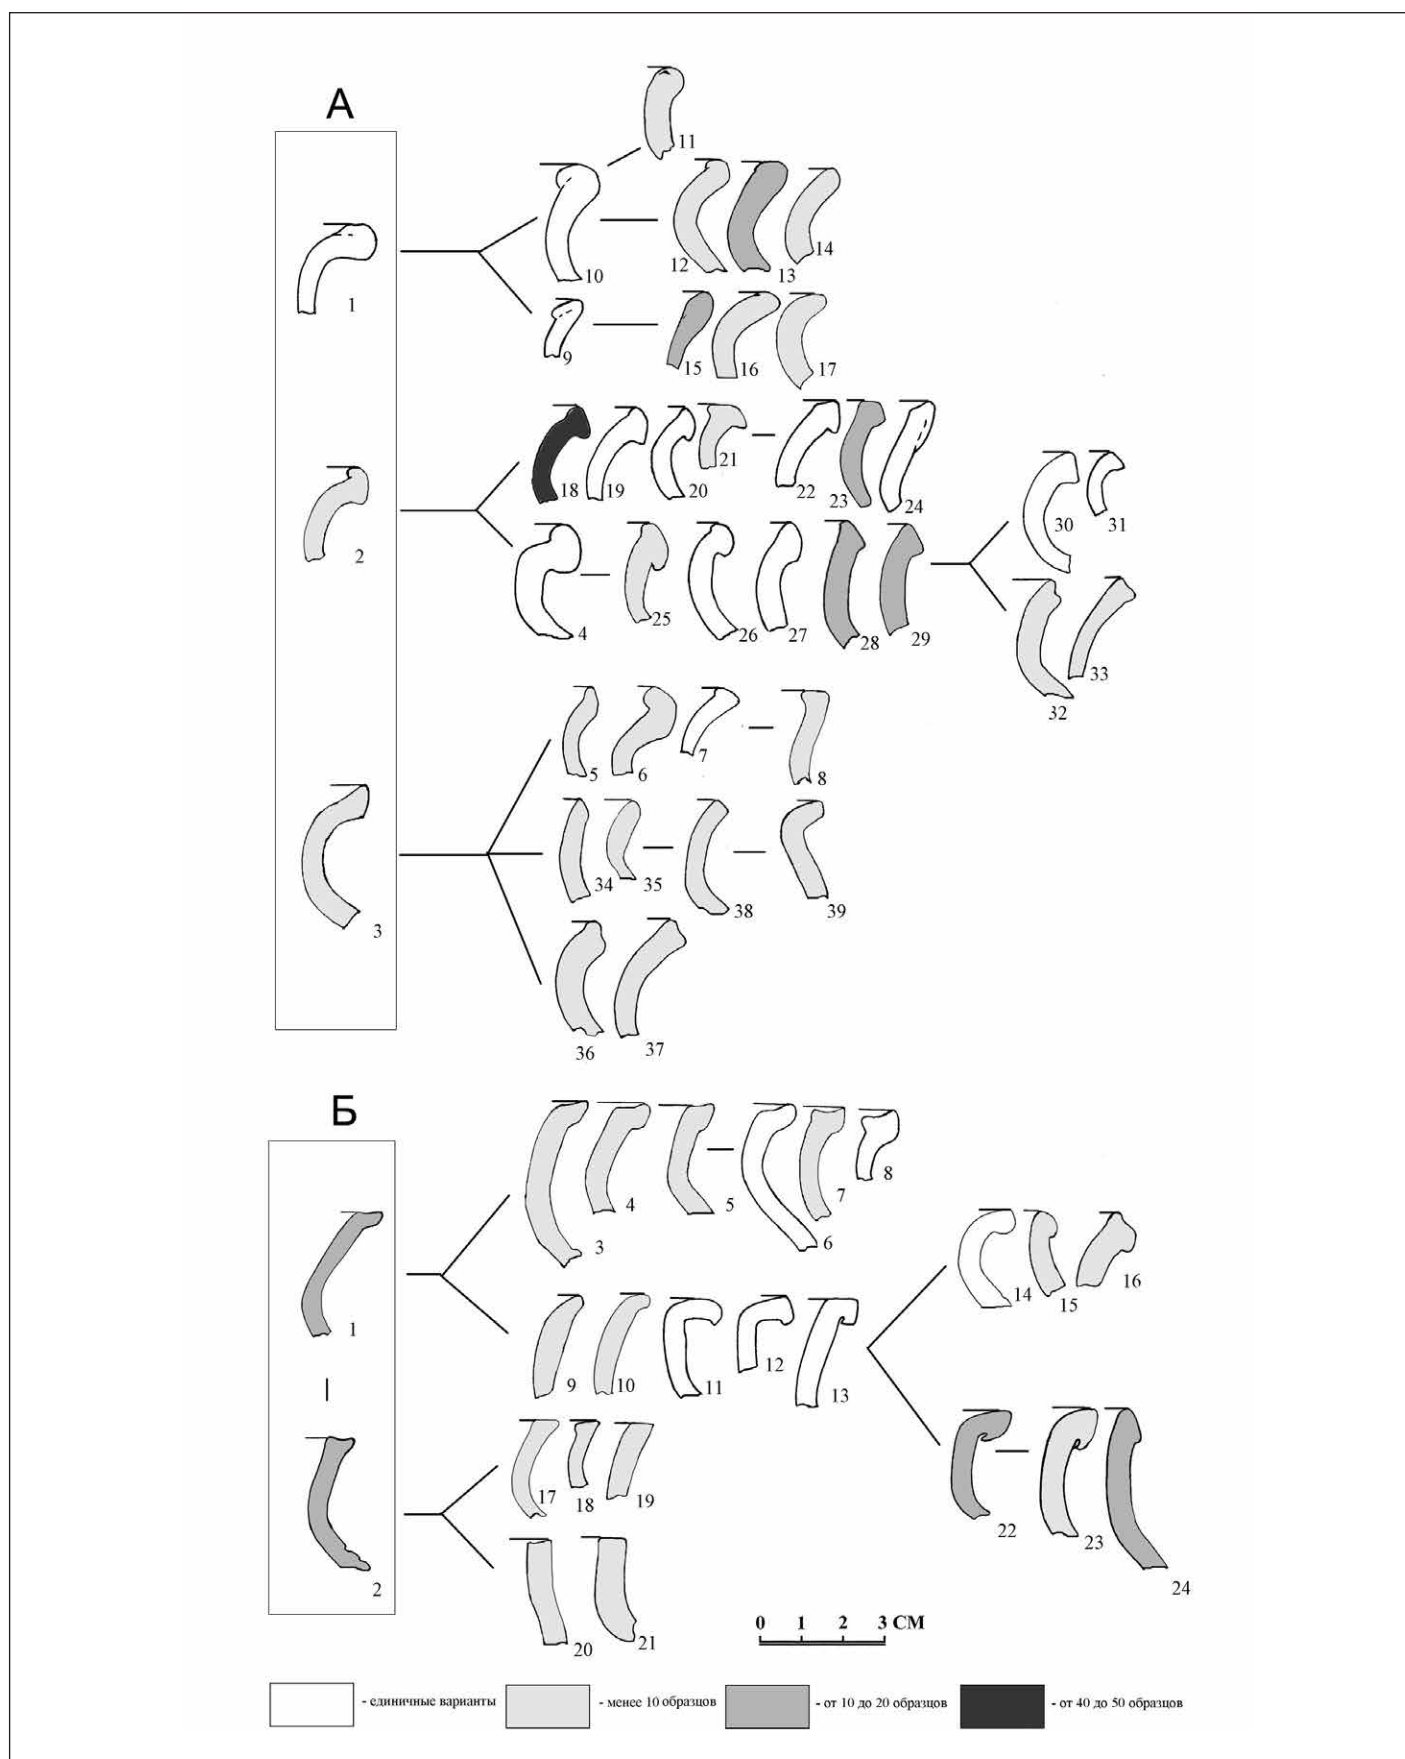 А
11
12 13 14
10
1
9 15 16 17
18 19 20 21 22 23 24
30 31
2
4 25 26 27 28 29
32 33
5 6 7 8
34 35 38 39
3
36 37
Б
3 4 5 6 7 8
14 15 16
1
9 10 11 12 13
17 18 19
22 23 24
2
20 21
0 1 2 3 СМ
- единичные варианты - менее 10 образцов - от 10 до 20 образцов - от 40 до 50 образцов